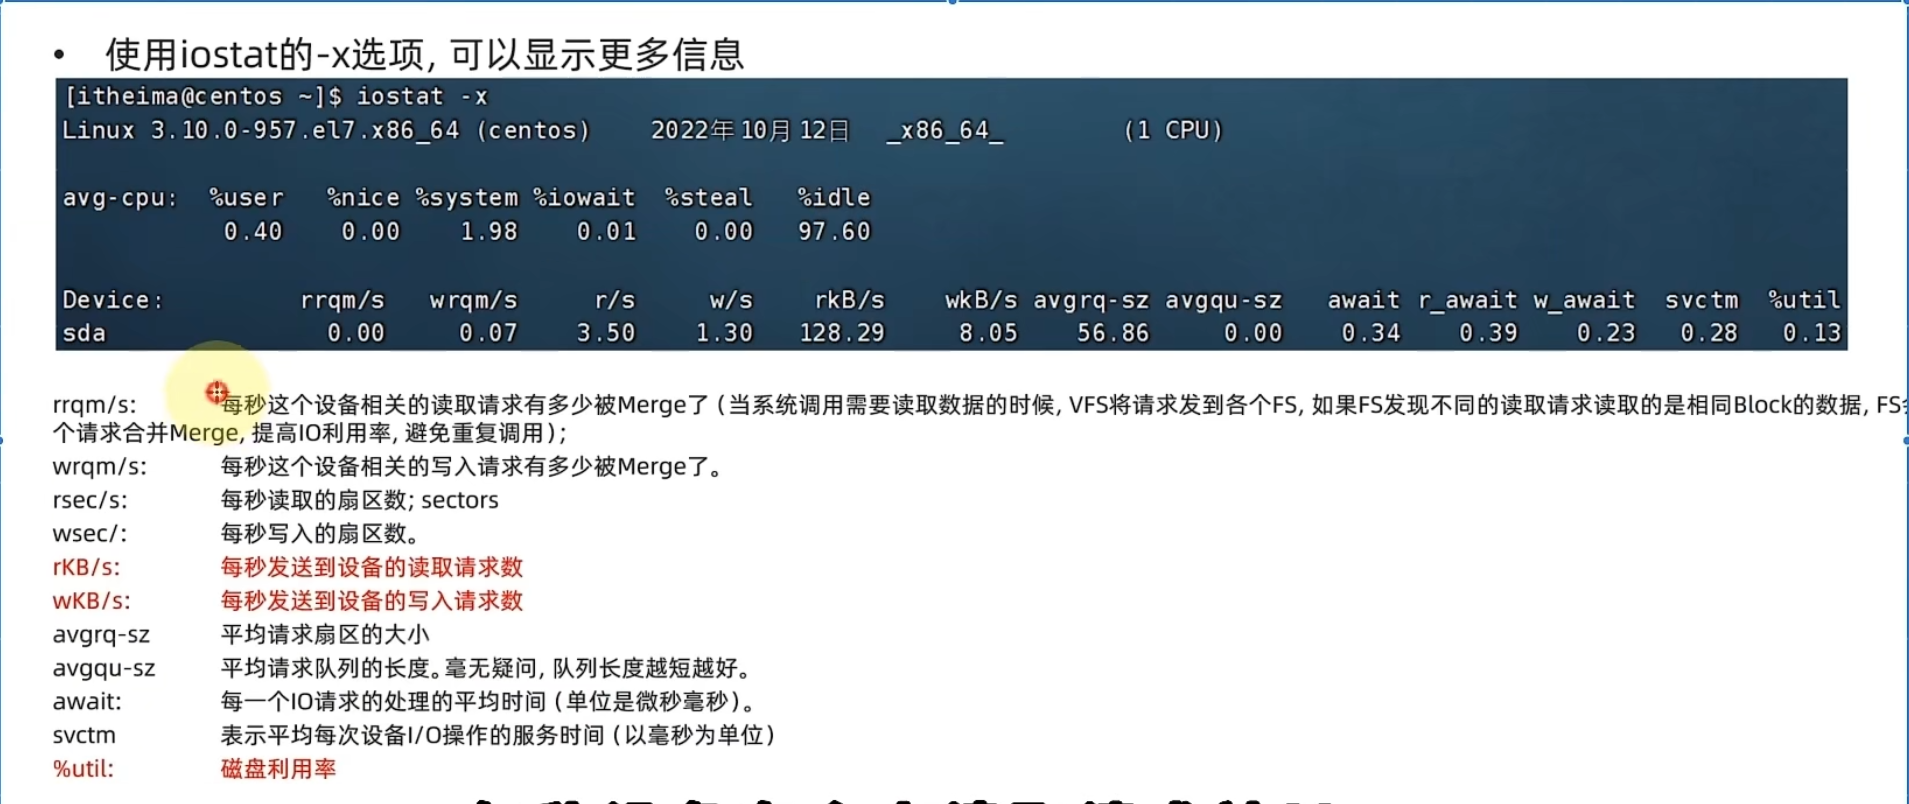 • 使用iostat的-x选项, 可以显示更多信息
[itheima@centos ~]$ iostat -x
Linux 3.10.0-957.el7.x86_64 (centos) 2022年10月12日 _x86_64_ (1 CPU)
avg-cpu: %user %nice %system %iowait %steal %idle
0.40 0.00 1.98 0.01 0.00 97.60
Device: rrqm/s wrqm/s r/s w/s rkB/s wkB/s avgrq-sz avgqu-sz await r_await w_await svctm %util
sda 0.00 0.07 3.50 1.30 128.29 8.05 56.86 0.00 0.34 0.39 0.23 0.28 0.13
rrqm/s: 每秒这个设备相关的读取请求有多少被Merge了 (当系统调用需要读取数据的时候, VFS将请求发到各个FS, 如果FS发现不同的读取请求读取的是相同Block的数据, FS
个请求合并Merge, 提高IO利用率, 避免重复调用);
wrqm/s: 每秒这个设备相关的写入请求有多少被Merge了。
rsec/s: 每秒读取的扇区数; sectors
wsec/: 每秒写入的扇区数。
rKB/s: 每秒发送到设备的读取请求数
wKB/s: 每秒发送到设备的写入请求数
avgrq-sz 平均请求扇区的大小
avgqu-sz 平均请求队列的长度。毫无疑问, 队列长度越短越好。
await: 每一个IO请求的处理的平均时间 (单位是微秒毫秒)。
svctm 表示平均每次设备I/O操作的服务时间 (以毫秒为单位)
%util: 磁盘利用率